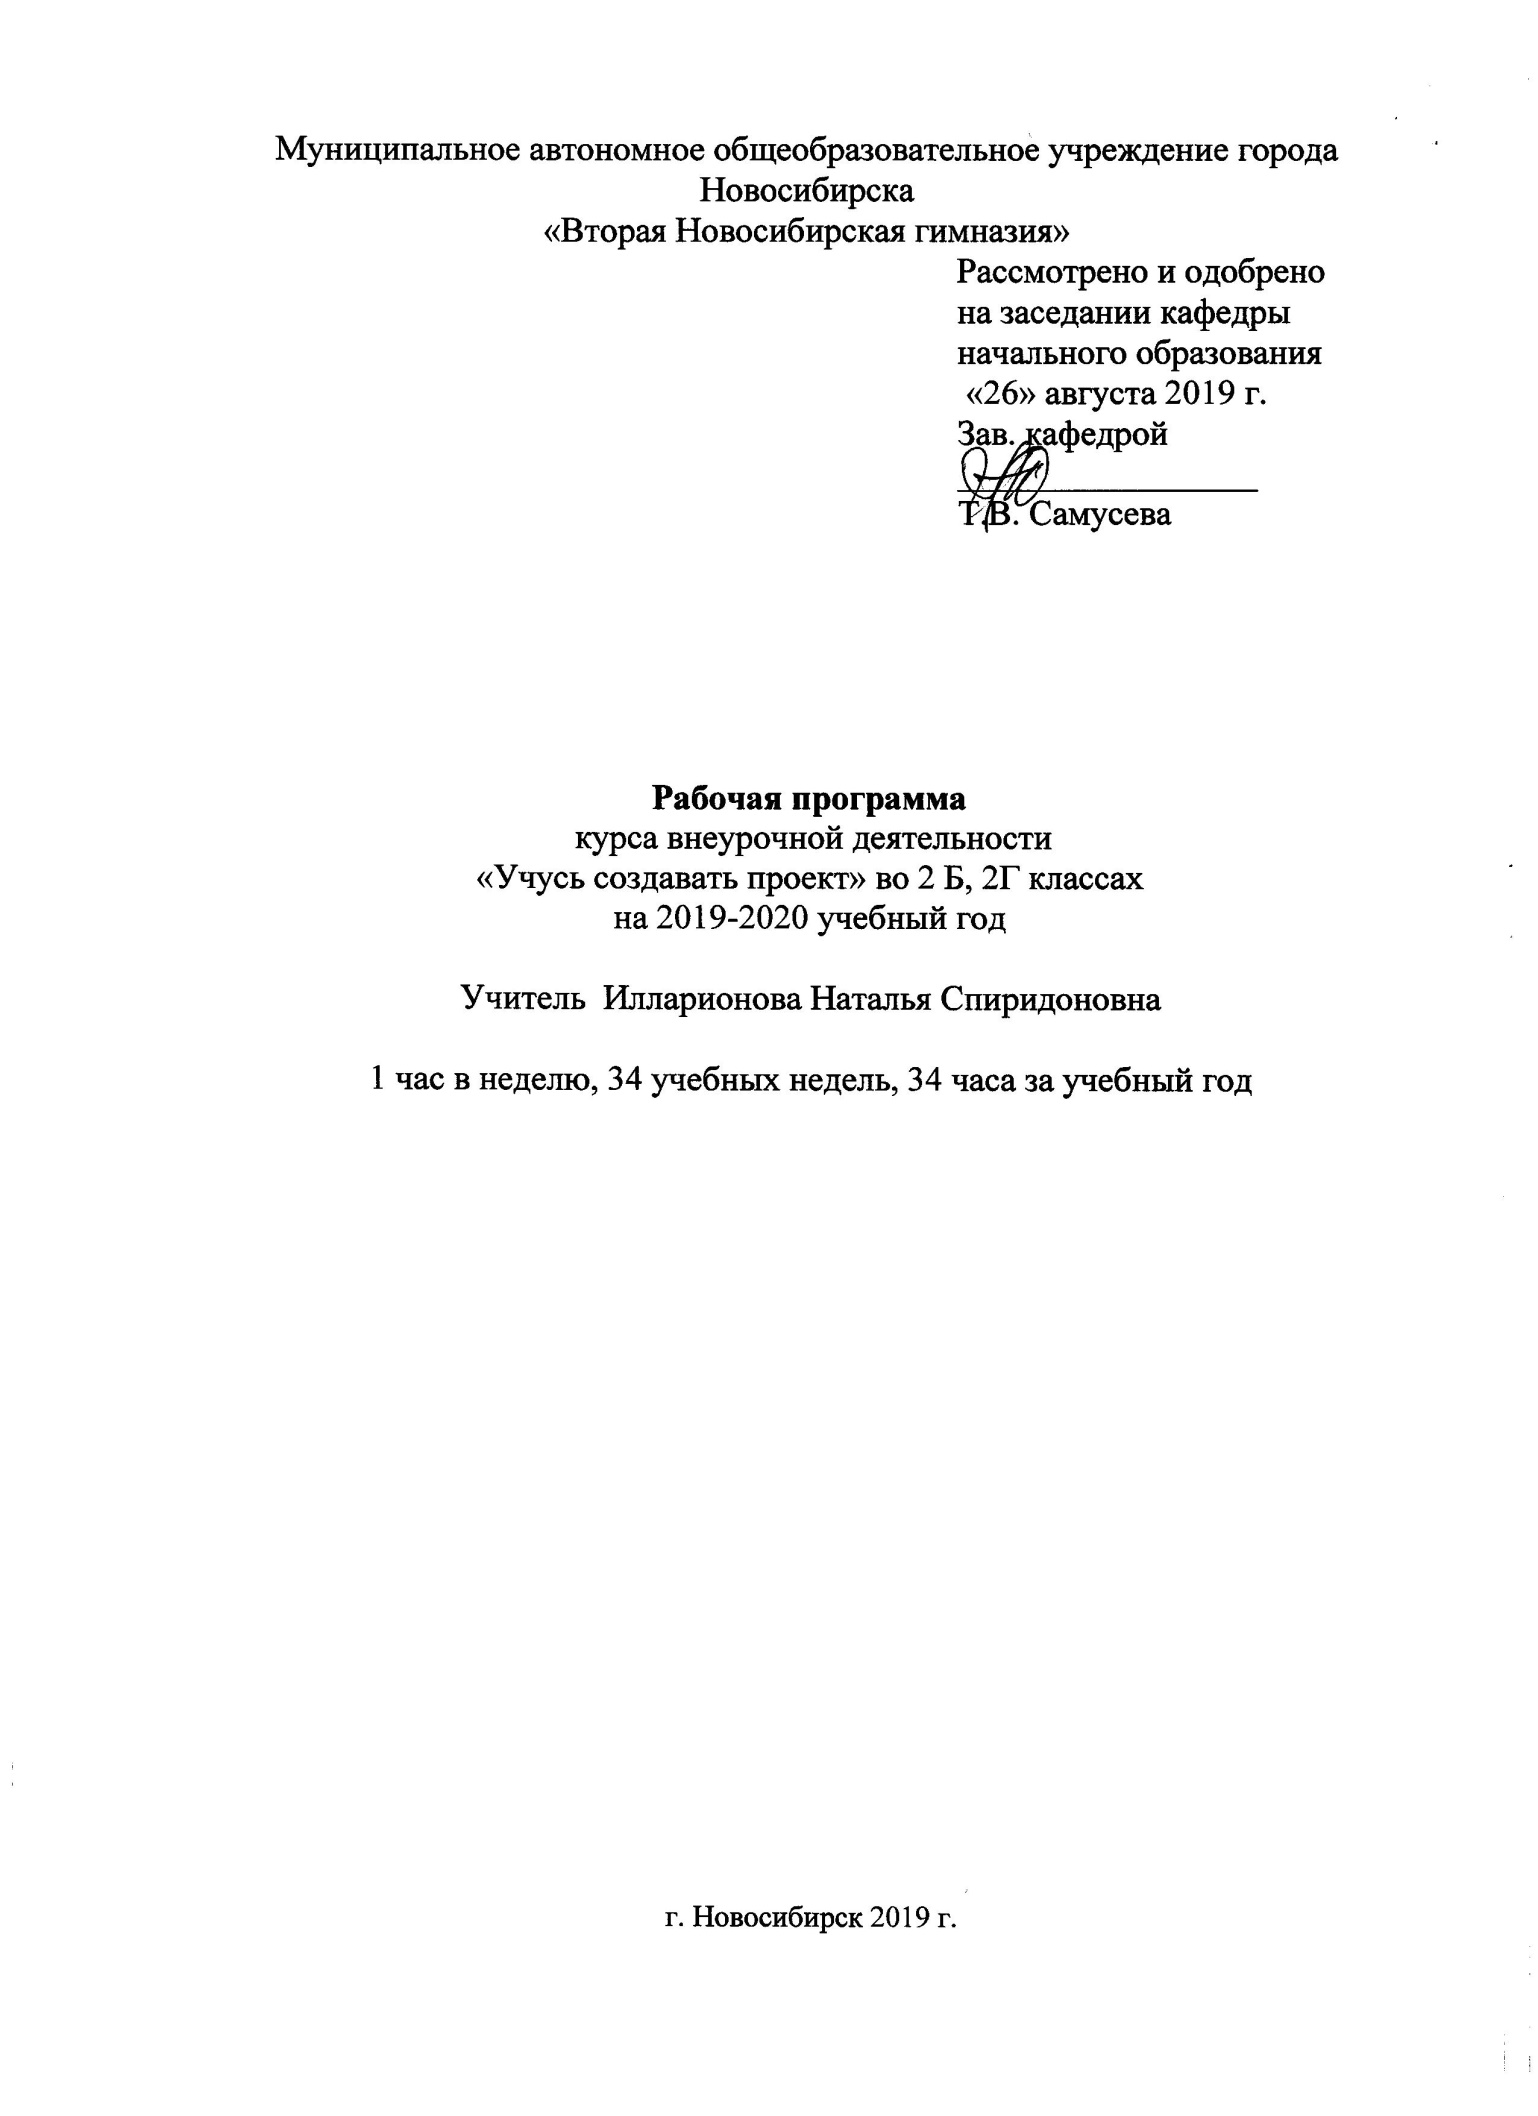 Муниципальное автономное общеобразовательное учреждение города
Новосибирска
«Вторая Новосибирская гимназия»
Рассмотрено и одобрено
на заседании кафедры
начального образования
«26» августа 2019 г.
Зав. кафедрой
Т.В. Самусева
Рабочая программа
курса внеурочной деятельности
«Учусь создавать проект» во 2 Б, 2Г классах
на 2019-2020 учебный год
Учитель Илларионова Наталья Спиридоновна
1 час в неделю, 34 учебных недель, 34 часа за учебный год
г. Новосибирск 2019 г.